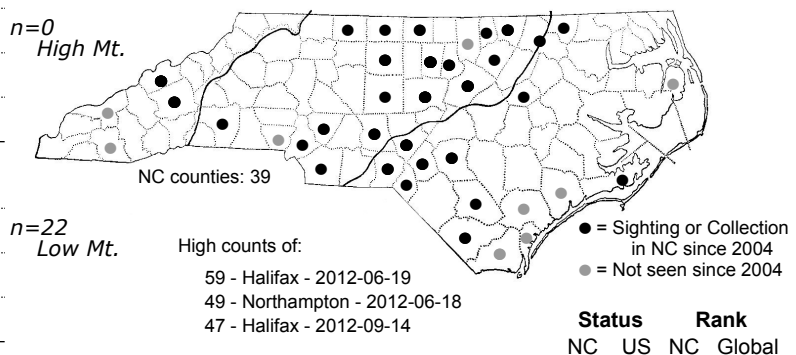 n=0
High Mt.
NC counties: 39
n=22
Low Mt.
High counts of:
59 - Halifax - 2012-06-19
49 - Northampton - 2012-06-18
47 - Halifax - 2012-09-14
= Sighting or Collection
in NC since 2004
= Not seen since 2004
Status Rank
NC US NC Global